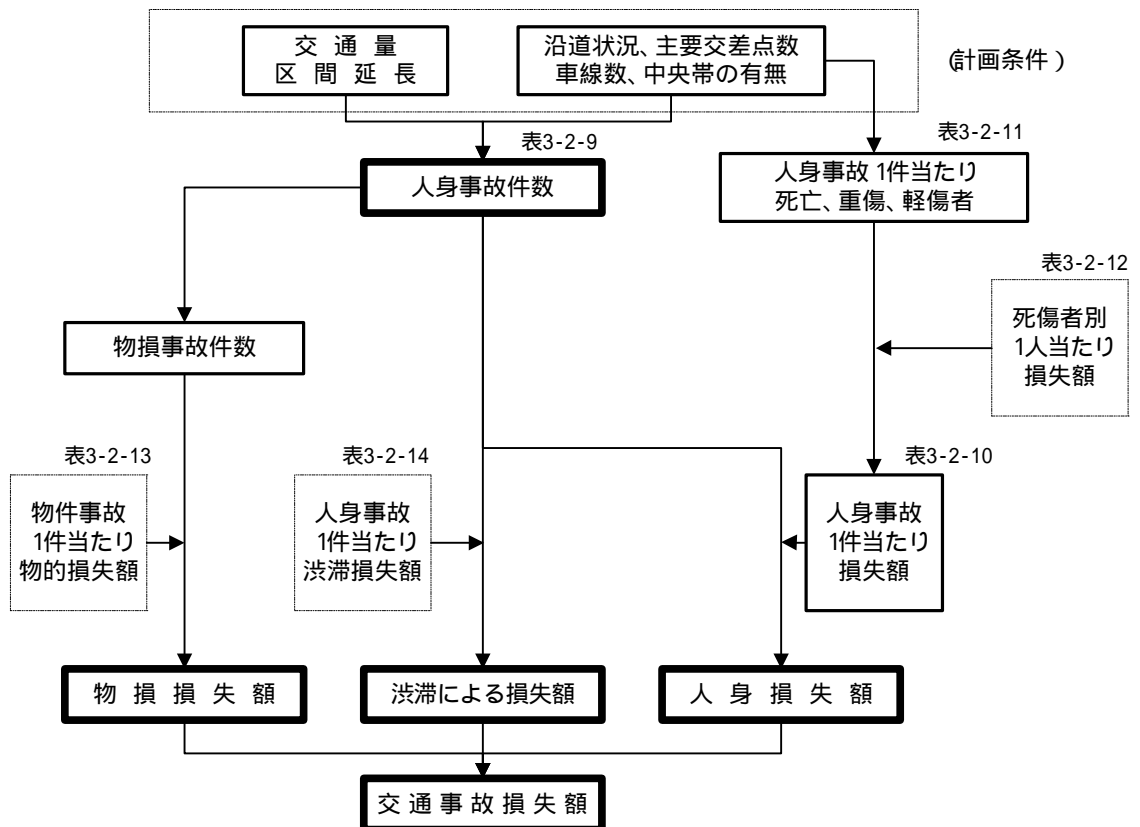 交通量
区間延長
沿道状況、主要交差点数
車線数、中央帯の有無
(計画条件)
表3-2-9
表3-2-11
人身事故件数
人身事故 1件当たり
死亡、重傷、軽傷者
表3-2-12
物損事故件数
死傷者別
1人当たり
損失額
表3-2-13
表3-2-14
表3-2-10
物件事故
1件当たり
物的損失額
人身事故
1件当たり
渋滞損失額
人身事故
1件当たり
損失額
物損損失額
渋滞による損失額
人身損失額
交通事故損失額